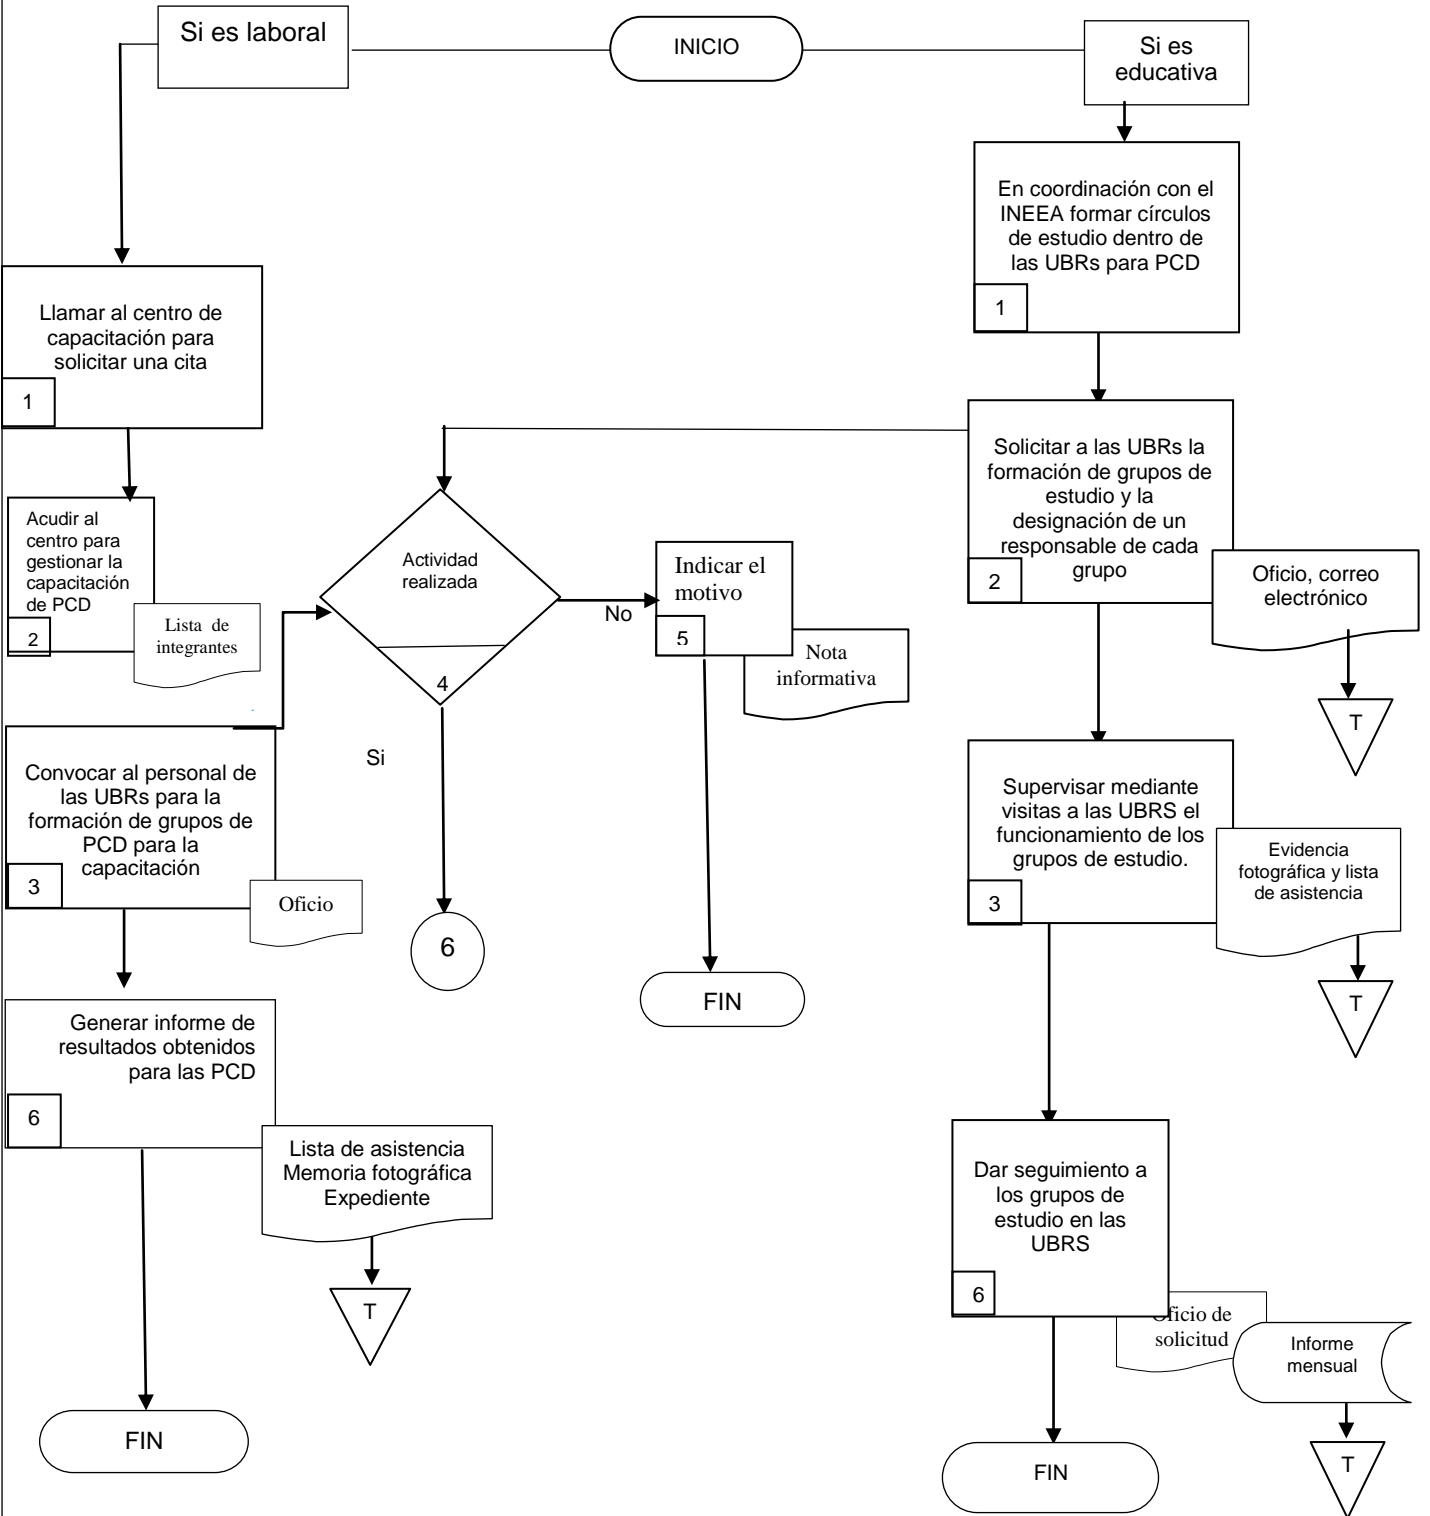 Si es laboral
INICIO
Si es
educativa
En coordinación con el
INEEA formar círculos
de estudio dentro de
las UBRs para PCD
1
Llamar al centro de
capacitación para
solicitar una cita
1
Solicitar a las UBRs la
formación de grupos de
estudio y la
designación de un
responsable de cada
grupo
2
Oficio, correo
electrónico
T
Acudir al
centro para
gestionar la
capacitación
de PCD
2
Lista de
integrantes
Actividad
realizada
4
No
Si
Indicar el
motivo
5
Nota
informativa
Convocar al personal de
las UBRs para la
formación de grupos de
PCD para la
capacitación
3
Oficio
6
FIN
Supervisar mediante
visitas a las UBRS el
funcionamiento de los
grupos de estudio.
3
Evidencia
fotográfica y lista
de asistencia
T
Generar informe de
resultados obtenidos
para las PCD
6
Lista de asistencia
Memoria fotográfica
Expediente
T
FIN
Dar seguimiento a
los grupos de
estudio en las
UBRS
6
Oficio de
solicitud
Informe
mensual
T
FIN